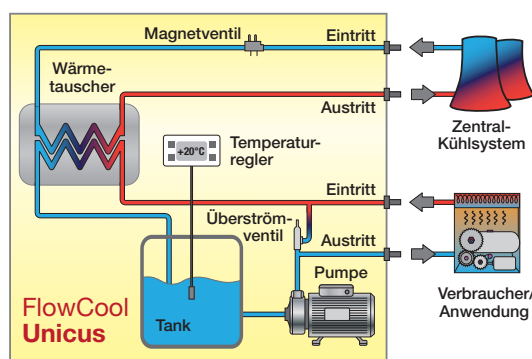 Magnetventil
Eintritt
Wärme-
tauscher
Austritt
Zentral-
Kühlsystem
+20°C
Temperatur-
regler
Eintritt
Überström-
ventil
Austritt
Pumpe
Verbraucher/
Anwendung
FlowCool
Unicus
Tank